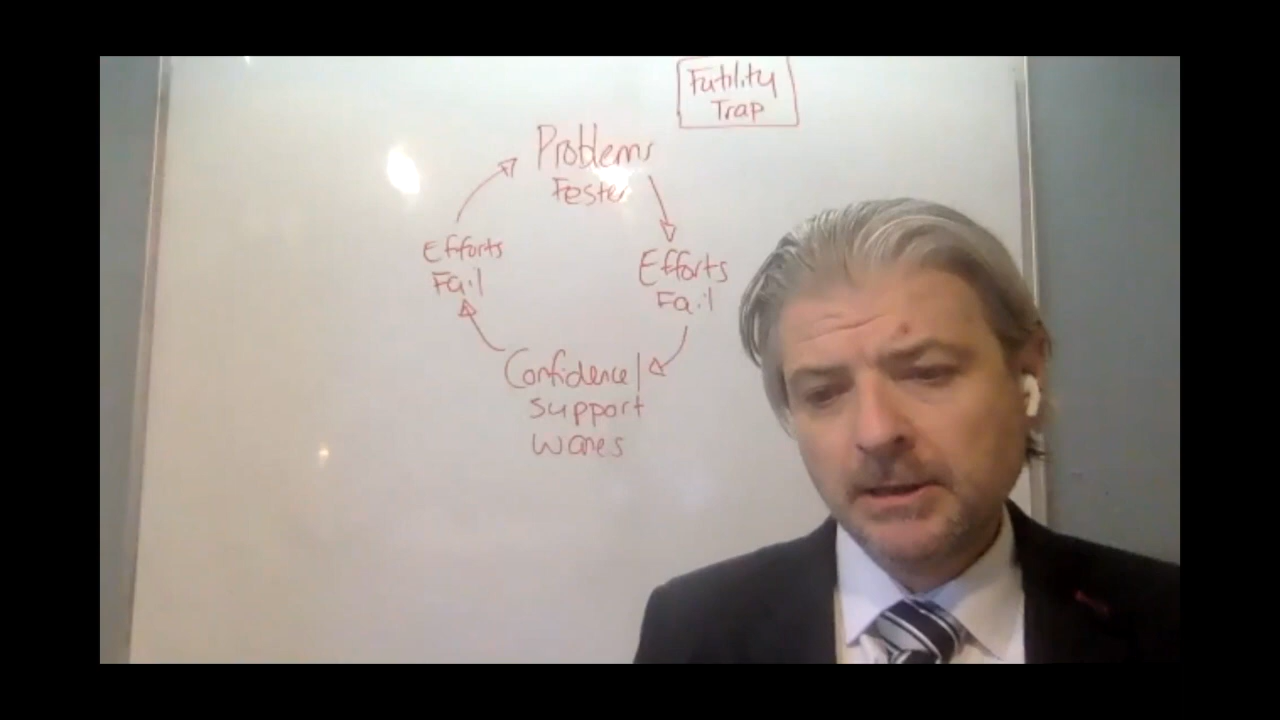 Futility
Trap
Problems
Fester
Efforts
Fail
Confidence/
support
wanes
Efforts
Fail